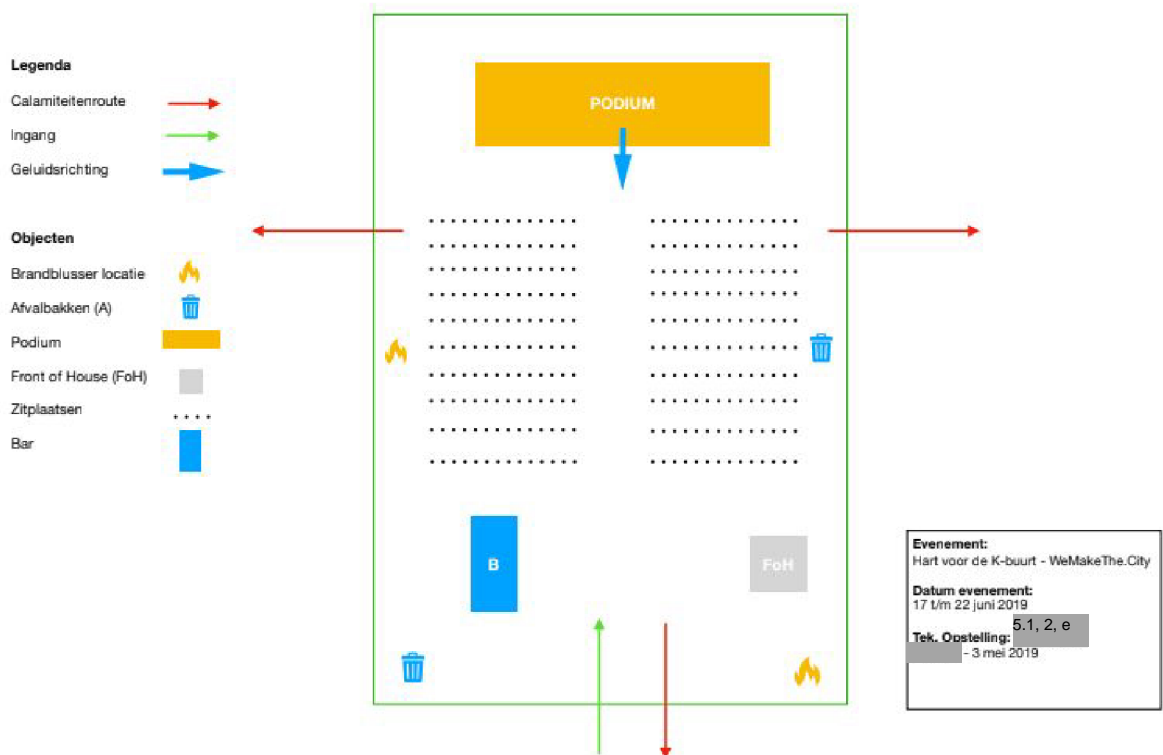 Legenda
Calamiteitenroute
Ingang
Geluidsrichting
Objecten
Brandblusser locatie
Afvalbakken (A)
Podium
Front of House (FoH)
Zitplaatsen
Bar
PODIUM
B
FoH
Evenement:
Hart voor de K-buurt - WeMakeThe.City
Datum evenement:
17 t/m 22 juni 2019
Tek. Opstelling: 5.1, 2, e
- 3 mei 2019